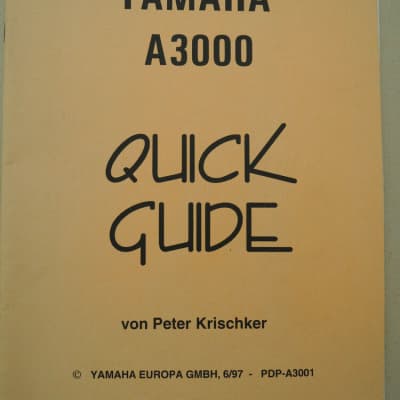 YAMAHA
A3000
QUICK
GUIDE
von Peter Krischker
© YAMAHA EUROPA GMBH, 6/97 - PDP-A3001